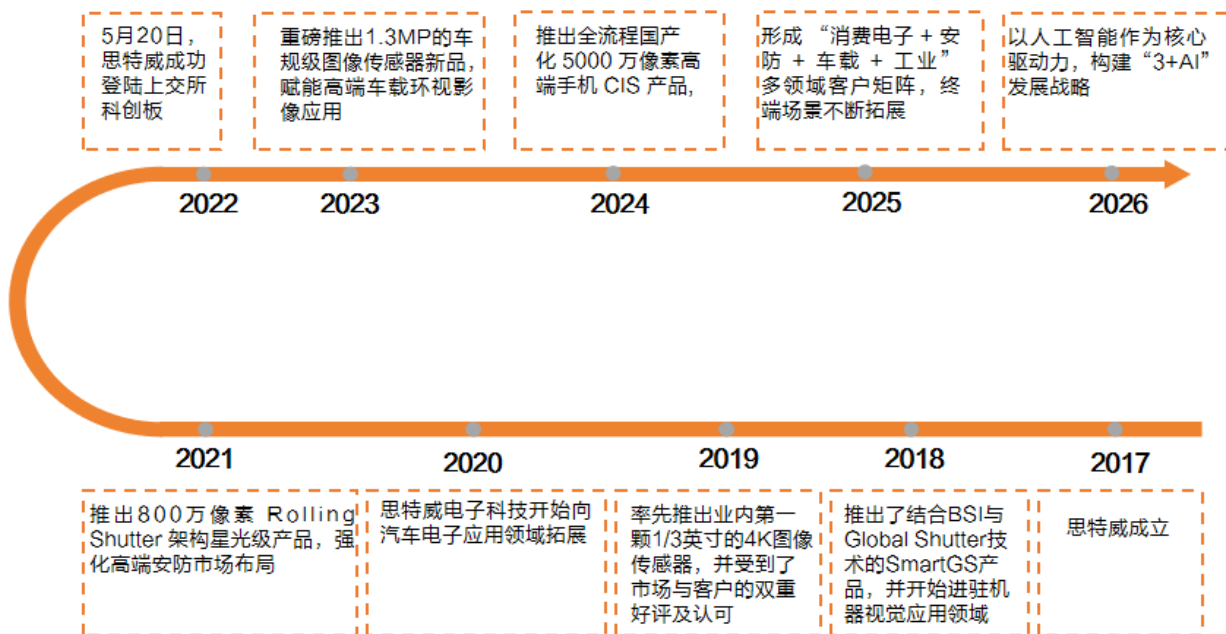 5月20日，
思特威成功
登陆上交所
科创板
重磅推出1.3MP的车
规级图像传感器新品，
赋能高端车载环视影
像应用
推出全流程国产
化 5000 万像素高
端手机 CIS 产品,
形成 “消费电子 + 安
防 + 车载 + 工业”
多领域客户矩阵，终
端场景不断拓展
以人工智能作为核心
驱动力，构建“3+AI”
发展战略
2022
2023
2024
2025
2026
2021
2020
2019
2018
2017
推出800万像素 Rolling
Shutter 架构星光级产品，强
化高端安防市场布局
思特威电子科技开始向
汽车电子应用领域拓展
率先推出业内第一
颗1/3英寸的4K图像
传感器，并受到了
市场与客户的双重
好评及认可
推出了结合BSI与
Global Shutter技
术的SmartGS产
品，并开始进驻机
器视觉应用领域
思特威成立